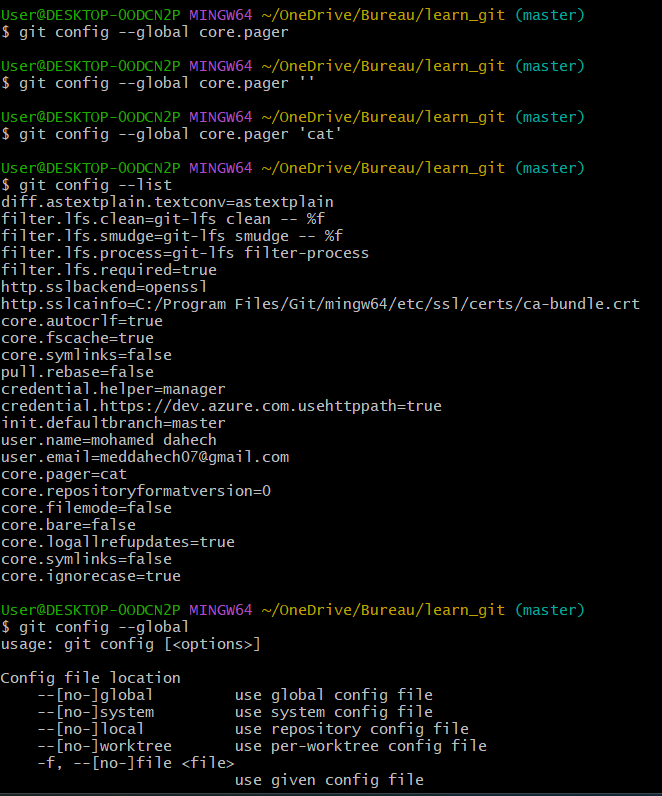 User@DESKTOP-0ODCN2P MINGW64 ~/OneDrive/Bureau/learn_git (master)
$ git config --global core.pager

User@DESKTOP-0ODCN2P MINGW64 ~/OneDrive/Bureau/learn_git (master)
$ git config --global core.pager ''

User@DESKTOP-0ODCN2P MINGW64 ~/OneDrive/Bureau/learn_git (master)
$ git config --global core.pager 'cat'

User@DESKTOP-0ODCN2P MINGW64 ~/OneDrive/Bureau/learn_git (master)
$ git config --list
diff.astextplain.textconv=astextplain
filter.lfs.clean=git-lfs clean -- %f
filter.lfs.smudge=git-lfs smudge -- %f
filter.lfs.process=git-lfs filter-process
filter.lfs.required=true
http.sslbackend=openssl
http.sslcainfo=C:/Program Files/Git/mingw64/etc/ssl/certs/ca-bundle.crt
core.autocrlf=true
core.fscache=true
core.symlinks=false
pull.rebase=false
credential.helper=manager
credential.https://dev.azure.com.usehttppath=true
init.defaultbranch=master
user.name=mohamed dahech
user.email=meddahech07@gmail.com
core.pager=cat
core.repositoryformatversion=0
core.filemode=false
core.bare=false
core.logallrefupdates=true
core.symlinks=false
core.ignorecase=true

User@DESKTOP-0ODCN2P MINGW64 ~/OneDrive/Bureau/learn_git (master)
$ git config --global
usage: git config [<options>]

Config file location
    --[no-]global         use global config file
    --[no-]system         use system config file
    --[no-]local          use repository config file
    --[no-]worktree       use per-worktree config file
    -f, --[no-]file <file>
                          use given config file